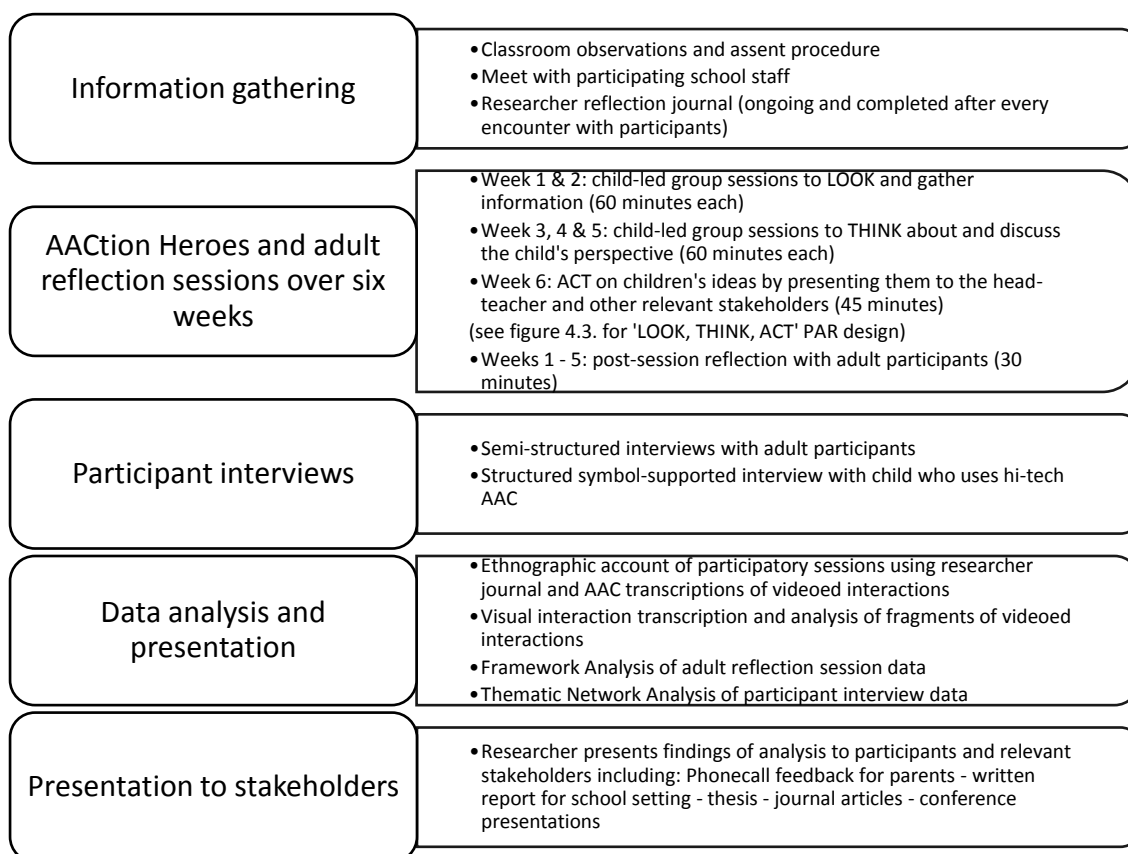 Information gathering
•Classroom observations and assent procedure
•Meet with participating school staff
•Researcher reflection journal (ongoing and completed after every
encounter with participants)
AACtion Heroes and adult
reflection sessions over six
weeks
•Week 1 & 2: child-led group sessions to LOOK and gather
information (60 minutes each)
•Week 3, 4 & 5: child-led group sessions to THINK about and discuss
the child's perspective (60 minutes each)
•Week 6: ACT on children's ideas by presenting them to the head-
teacher and other relevant stakeholders (45 minutes)
(see figure 4.3. for 'LOOK, THINK, ACT' PAR design)
•Weeks 1 - 5: post-session reflection with adult participants (30
minutes)
Participant interviews
•Semi-structured interviews with adult participants
•Structured symbol-supported interview with child who uses hi-tech
AAC
Data analysis and
presentation
•Ethnographic account of participatory sessions using researcher
journal and AAC transcriptions of videoed interactions
•Visual interaction transcription and analysis of fragments of videoed
interactions
•Framework Analysis of adult reflection session data
•Thematic Network Analysis of participant interview data
Presentation to stakeholders
•Researcher presents findings of analysis to participants and relevant
stakeholders including: Phonecall feedback for parents - written
report for school setting - thesis - journal articles - conference
presentations